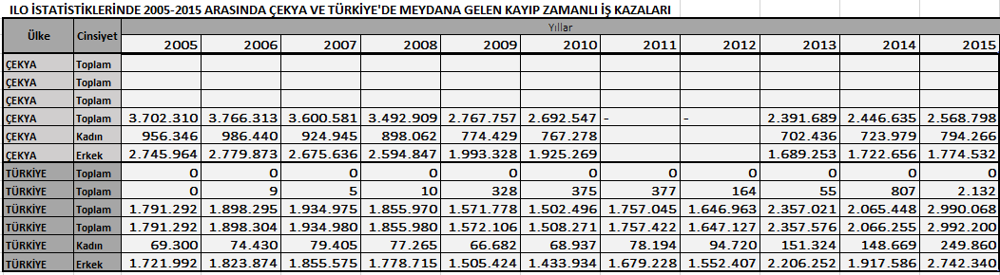 ILO İSTATİSTİKLERİNDE 2005-2015 ARASINDA ÇEKYA VE TÜRKİYE'DE MEYDANA GELEN KAYIP ZAMANLI İŞ KAZALARI
Ülke Cinsiyet Yıllar
2005 2006 2007 2008 2009 2010 2011 2012 2013 2014 2015
ÇEKYA Toplam
ÇEKYA Toplam
ÇEKYA Toplam
ÇEKYA Toplam 3.702.310 3.766.313 3.600.581 3.492.909 2.767.757 2.692.547 - - 2.391.689 2.446.635 2.568.798
ÇEKYA Kadın 956.346 986.440 924.945 898.062 774.429 767.278 702.436 723.979 794.266
ÇEKYA Erkek 2.745.964 2.779.873 2.675.636 2.594.847 1.993.328 1.925.269 1.689.253 1.722.656 1.774.532
TÜRKİYE Toplam 0 0 0 0 0 0 0 0 0 0 0
TÜRKİYE Toplam 0 9 5 10 328 375 377 164 55 807 2.132
TÜRKİYE Toplam 1.791.292 1.898.295 1.934.975 1.855.970 1.571.778 1.502.496 1.757.045 1.646.963 2.357.021 2.065.448 2.990.068
TÜRKİYE Toplam 1.791.292 1.898.304 1.934.980 1.855.980 1.572.106 1.508.271 1.757.422 1.647.127 2.357.576 2.066.255 2.992.200
TÜRKİYE Kadın 69.300 74.430 79.405 77.265 66.682 68.937 78.194 94.720 151.324 148.669 249.860
TÜRKİYE Erkek 1.721.992 1.823.874 1.855.575 1.778.715 1.505.424 1.433.934 1.679.228 1.552.407 2.206.252 1.917.586 2.742.340